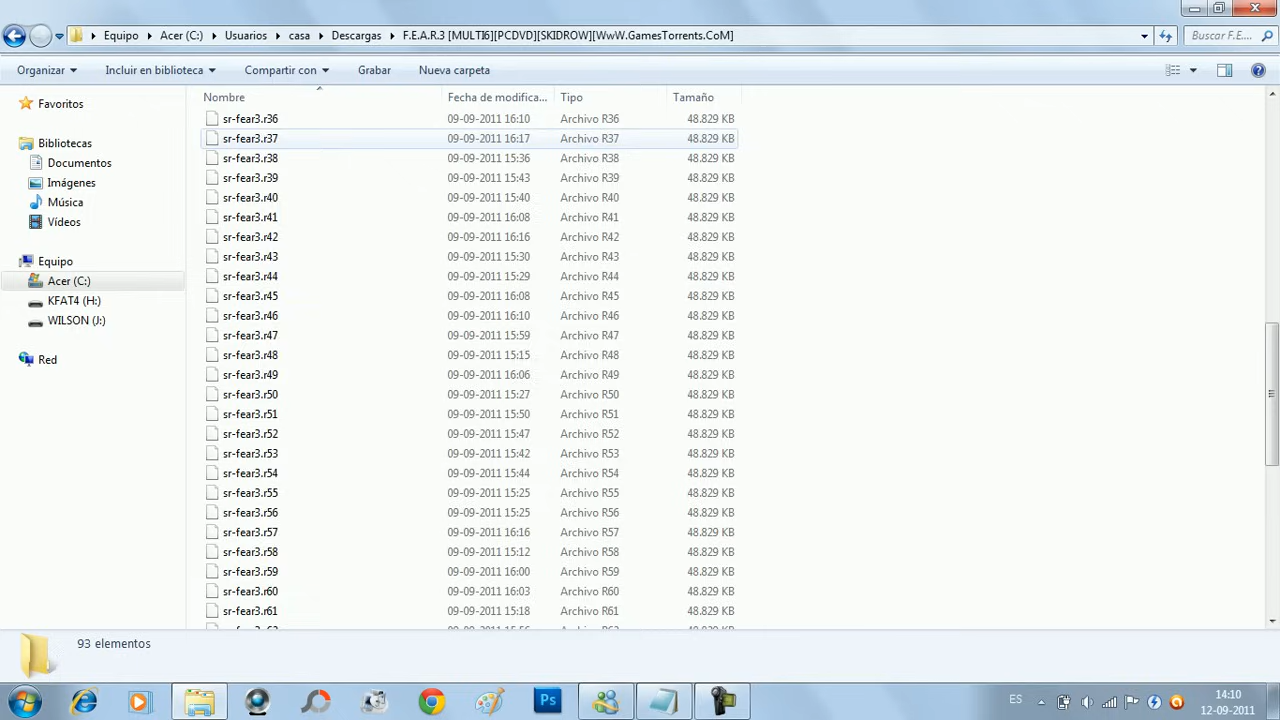 Equipo Acer (C:) Usuarios casa Descargas F.E.A.R.3 [MULTI6][PCDVD][SKIDROW][WwW.GamesTorrents.CoM] Buscar F.E...
Organizar Incluir en biblioteca Compartir con Grabar Nueva carpeta
Nombre Fecha de modifica... Tipo Tamaño
Favoritos
Bibliotecas
Documentos
Imágenes
Música
Vídeos
Equipo
Acer (C:)
KFAT4 (H:)
WILSON (J:)
Red
sr-fear3.r36 09-09-2011 16:10 Archivo R36 48.829 KB
sr-fear3.r37 09-09-2011 16:17 Archivo R37 48.829 KB
sr-fear3.r38 09-09-2011 15:36 Archivo R38 48.829 KB
sr-fear3.r39 09-09-2011 15:43 Archivo R39 48.829 KB
sr-fear3.r40 09-09-2011 15:40 Archivo R40 48.829 KB
sr-fear3.r41 09-09-2011 16:08 Archivo R41 48.829 KB
sr-fear3.r42 09-09-2011 16:16 Archivo R42 48.829 KB
sr-fear3.r43 09-09-2011 15:30 Archivo R43 48.829 KB
sr-fear3.r44 09-09-2011 15:29 Archivo R44 48.829 KB
sr-fear3.r45 09-09-2011 16:08 Archivo R45 48.829 KB
sr-fear3.r46 09-09-2011 16:10 Archivo R46 48.829 KB
sr-fear3.r47 09-09-2011 15:59 Archivo R47 48.829 KB
sr-fear3.r48 09-09-2011 15:15 Archivo R48 48.829 KB
sr-fear3.r49 09-09-2011 16:06 Archivo R49 48.829 KB
sr-fear3.r50 09-09-2011 15:27 Archivo R50 48.829 KB
sr-fear3.r51 09-09-2011 15:50 Archivo R51 48.829 KB
sr-fear3.r52 09-09-2011 15:47 Archivo R52 48.829 KB
sr-fear3.r53 09-09-2011 15:42 Archivo R53 48.829 KB
sr-fear3.r54 09-09-2011 15:44 Archivo R54 48.829 KB
sr-fear3.r55 09-09-2011 15:25 Archivo R55 48.829 KB
sr-fear3.r56 09-09-2011 15:25 Archivo R56 48.829 KB
sr-fear3.r57 09-09-2011 16:16 Archivo R57 48.829 KB
sr-fear3.r58 09-09-2011 15:12 Archivo R58 48.829 KB
sr-fear3.r59 09-09-2011 16:00 Archivo R59 48.829 KB
sr-fear3.r60 09-09-2011 16:03 Archivo R60 48.829 KB
sr-fear3.r61 09-09-2011 15:18 Archivo R61 48.829 KB
93 elementos
Ps
ES
14:10
12-09-2011